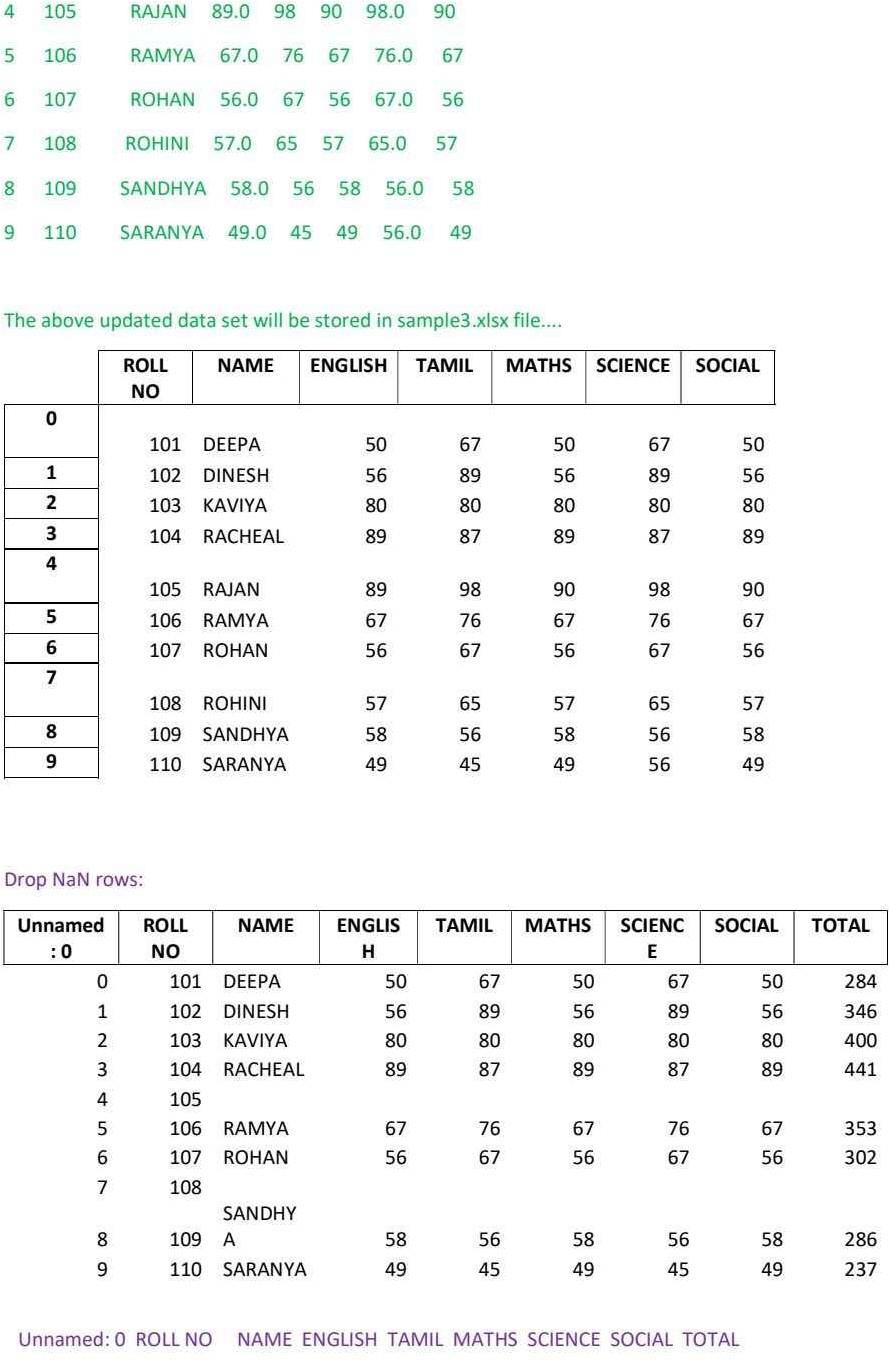 4 105 RAJAN 89.0 98 90 98.0 90
5 106 RAMYA 67.0 76 67 76.0 67
6 107 ROHAN 56.0 67 56 67.0 56
7 108 ROHINI 57.0 65 57 65.0 57
8 109 SANDHYA 58.0 56 58 56.0 58
9 110 SARANYA 49.0 45 49 56.0 49
The above updated data set will be stored in sample3.xlsx file....
ROLL NAME ENGLISH TAMIL MATHS SCIENCE SOCIAL
NO
0
101 DEEPA 50 67 50 67 50
1 102 DINESH 56 89 56 89 56
2 103 KAVIYA 80 80 80 80 80
3 104 RACHEAL 89 87 89 87 89
4
105 RAJAN 89 98 90 98 90
5 106 RAMYA 67 76 67 76 67
6 107 ROHAN 56 67 56 67 56
7
108 ROHINI 57 65 57 65 57
8 109 SANDHYA 58 56 58 56 58
9 110 SARANYA 49 45 49 56 49
Drop NaN rows:
Unnamed ROLL NAME ENGLIS TAMIL MATHS SCIENC SOCIAL TOTAL
: 0 NO H E
0 101 DEEPA 50 67 50 67 50 284
1 102 DINESH 56 89 56 89 56 346
2 103 KAVIYA 80 80 80 80 80 400
3 104 RACHEAL 89 87 89 87 89 441
4 105
5 106 RAMYA 67 76 67 76 67 353
6 107 ROHAN 56 67 56 67 56 302
7 108
SANDHY
8 109 A 58 56 58 56 58 286
9 110 SARANYA 49 45 49 45 49 237
Unnamed: 0 ROLL NO NAME ENGLISH TAMIL MATHS SCIENCE SOCIAL TOTAL